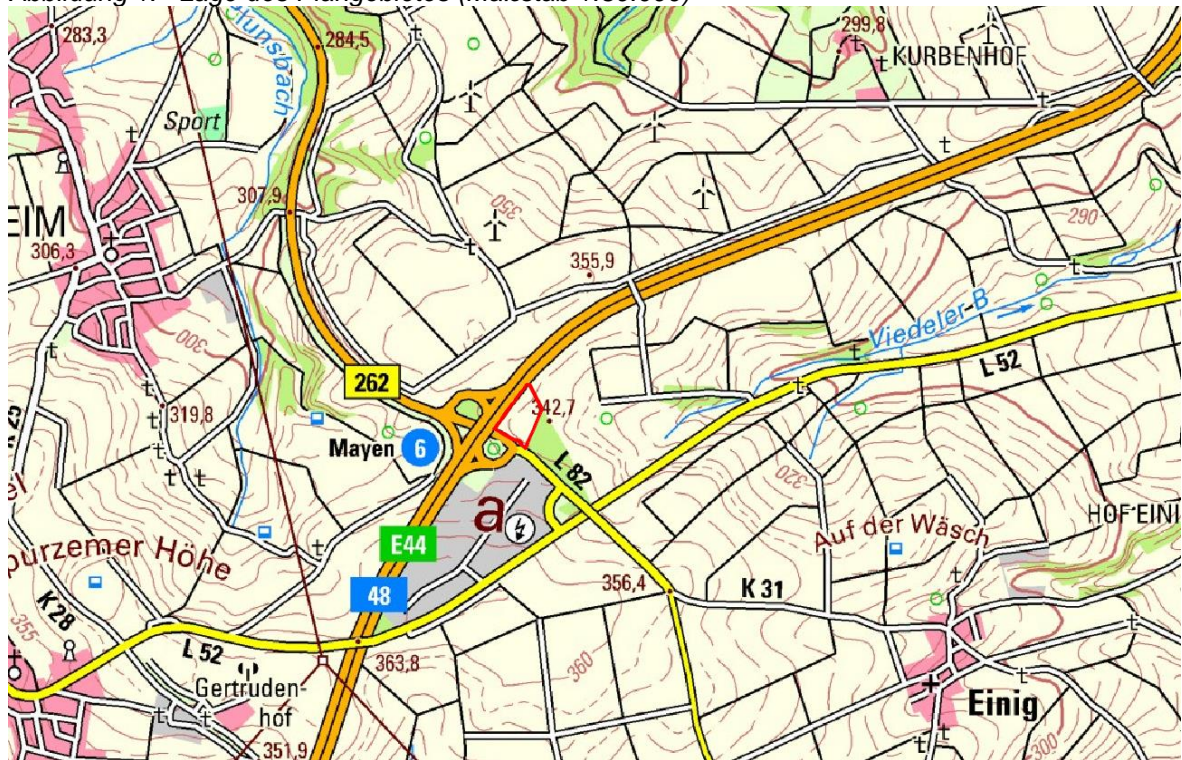 283,3
284,5
299,8
KÜRBENHOF
Sport
307,9
EIM
306,3
350
355,9
290
Viedeler-B
L 52
300
262
342,7
319,8
Mayen 6
L 82
320
a
HOF EINI
Auf der Wäsch
purzemer Höhe
E44
356,4
K 31
48
K 28
355
L 52
363,8
360
Gertruden-
hof
Einig
351,9
300